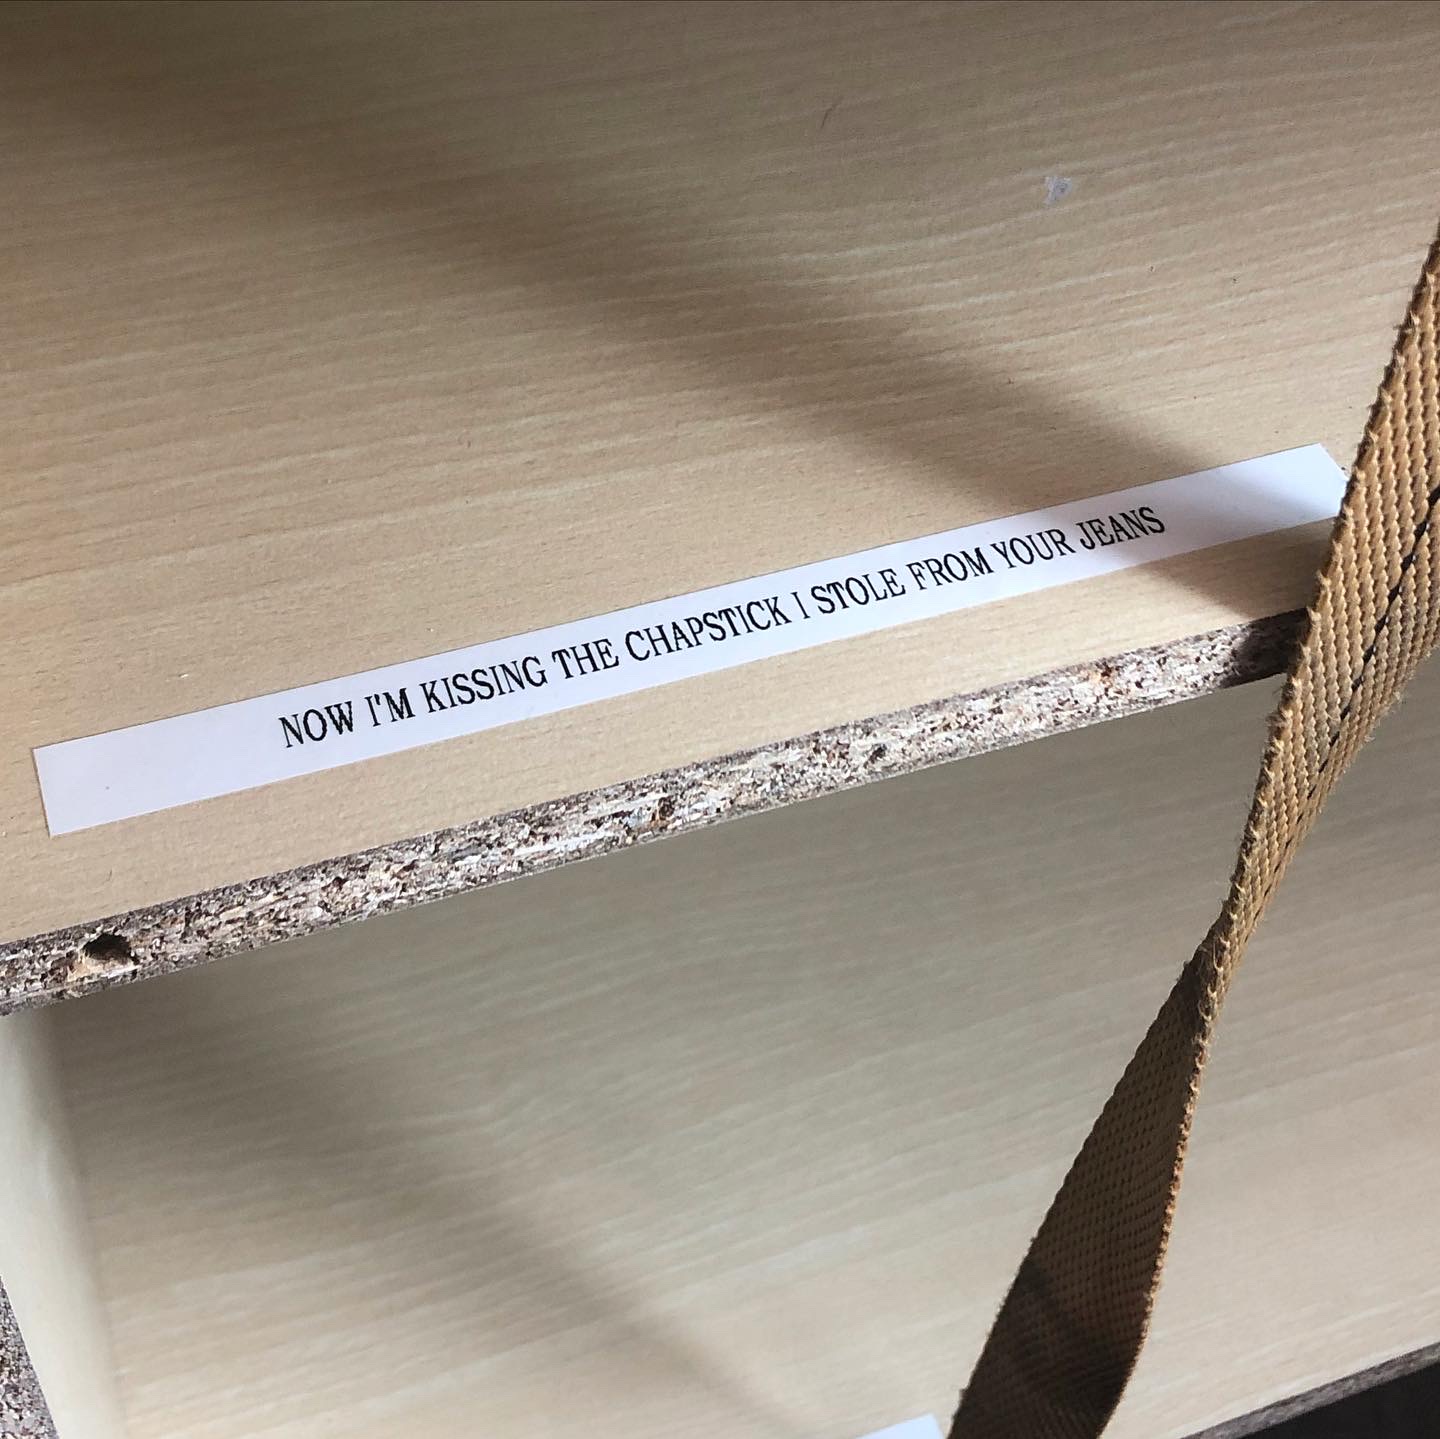 NOW I'M KISSING THE CHAPSTICK I STOLE FROM YOUR JEANS